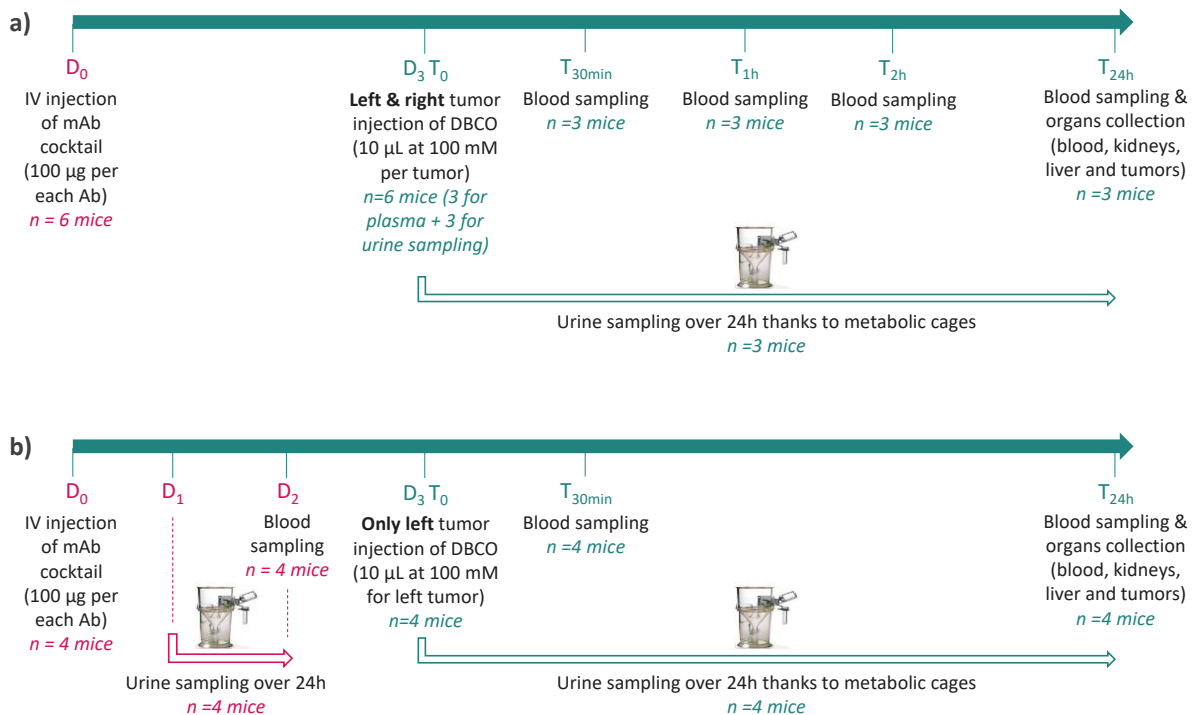 a)
D0
IV injection
of mAb
cocktail
(100 µg per
each Ab)
n = 6 mice
D3 T0
Left & right tumor
injection of DBCO
(10 µL at 100 mM
per tumor)
n=6 mice (3 for
plasma + 3 for
urine sampling)
T30min
Blood sampling
n =3 mice
T1h
Blood sampling
n =3 mice
T2h
Blood sampling
n =3 mice
T24h
Blood sampling &
organs collection
(blood, kidneys,
liver and tumors)
n =3 mice
Urine sampling over 24h thanks to metabolic cages
n =3 mice
b)
D0
IV injection
of mAb
cocktail
(100 µg per
each Ab)
n = 4 mice
D1
D2
Blood
sampling
n = 4 mice
Urine sampling over 24h
n =4 mice
D3 T0
Only left tumor
injection of DBCO
(10 µL at 100 mM
for left tumor)
n=4 mice
T30min
Blood sampling
n =4 mice
T24h
Blood sampling &
organs collection
(blood, kidneys,
liver and tumors)
n =4 mice
Urine sampling over 24h thanks to metabolic cages
n =4 mice